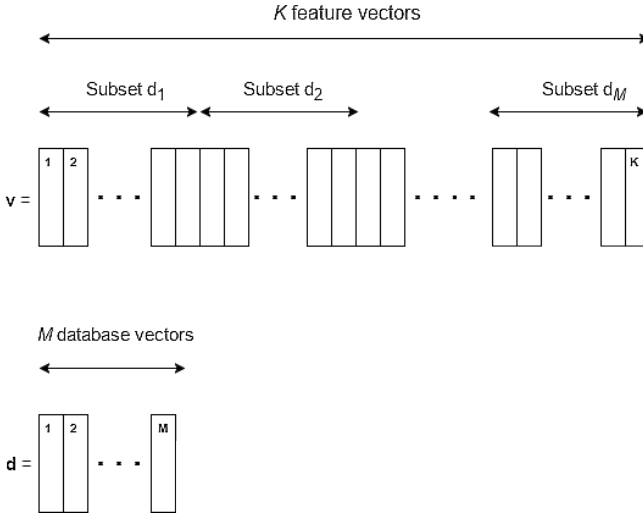 K feature vectors
Subset d1 Subset d2 Subset dM
1 2 K
v = . . . . . . . . . . . . .
M database vectors
1 2 M
d = . . .